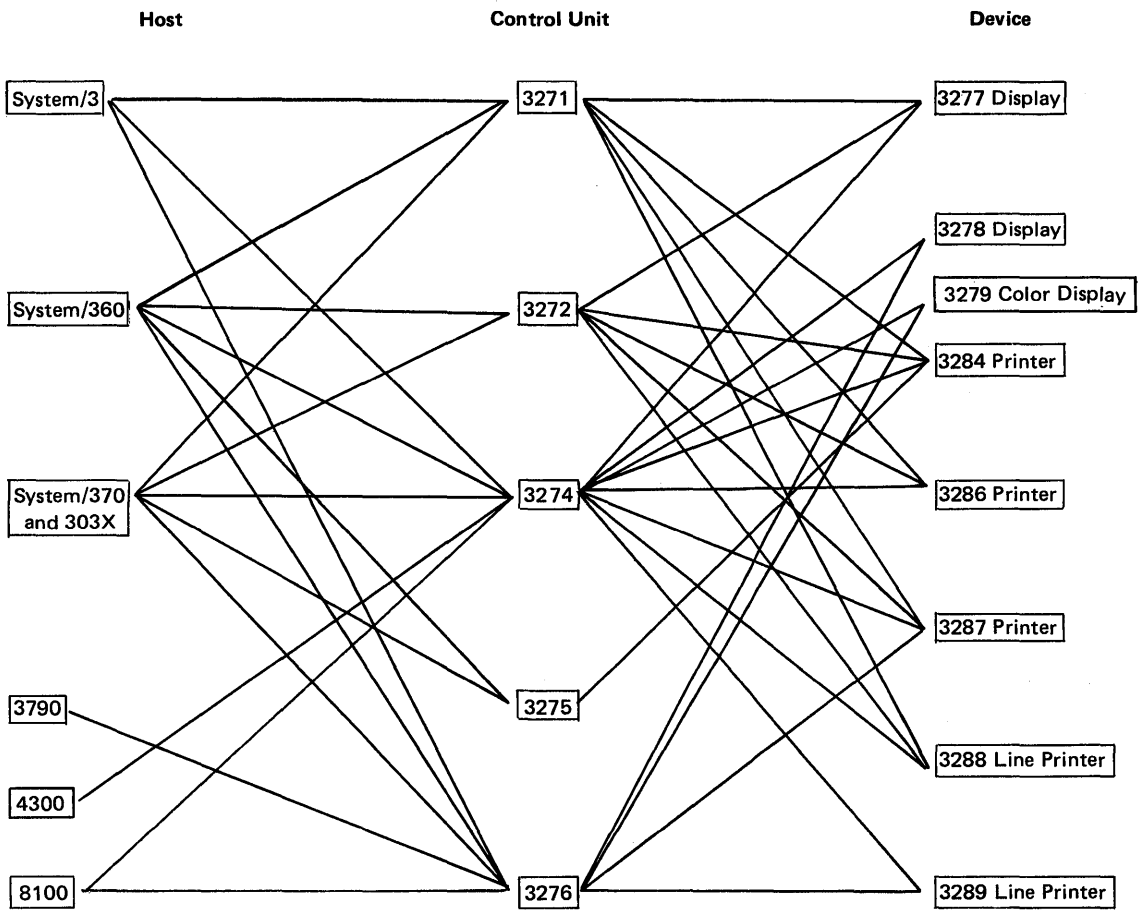 Host
Control Unit
Device
System/3
3271
3277 Display
3278 Display
3279 Color Display
System/360
3272
3284 Printer
System/370
and 303X
3274
3286 Printer
3287 Printer
3790
3275
3288 Line Printer
4300
8100
3276
3289 Line Printer